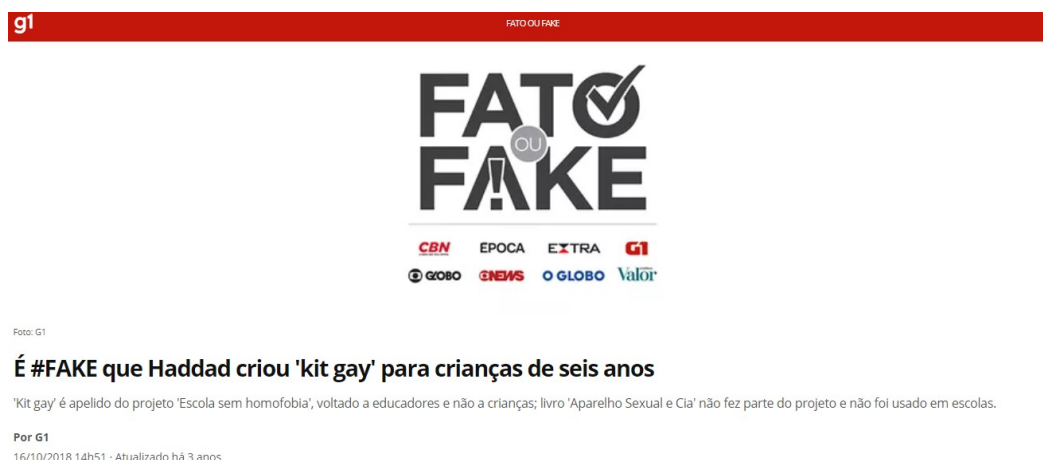 g1
FATO OU FAKE
FATO
OU
FAKE
CBN ÉPOCA EXTRA G1
GLOBO GNEWS O GLOBO Valor
Foto: G1
É #FAKE que Haddad criou 'kit gay' para crianças de seis anos
'Kit gay' é apelido do projeto 'Escola sem homofobia', voltado a educadores e não a crianças; livro 'Aparelho Sexual e Cia' não fez parte do projeto e não foi usado em escolas.
Por G1
16/10/2018 14h51 · Atualizado há 3 anos